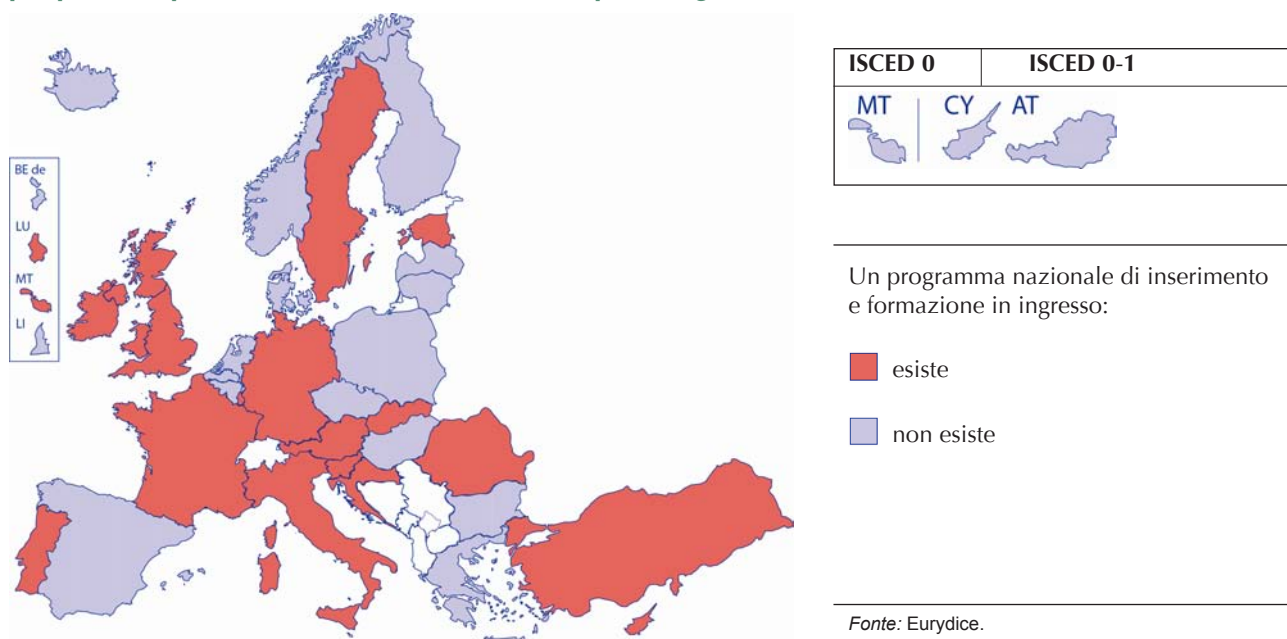 BE de
LU
MT
LI
ISCED 0 ISCED 0-1
MT CY AT
Un programma nazionale di inserimento
e formazione in ingresso:
esiste
non esiste
Fonte: Eurydice.